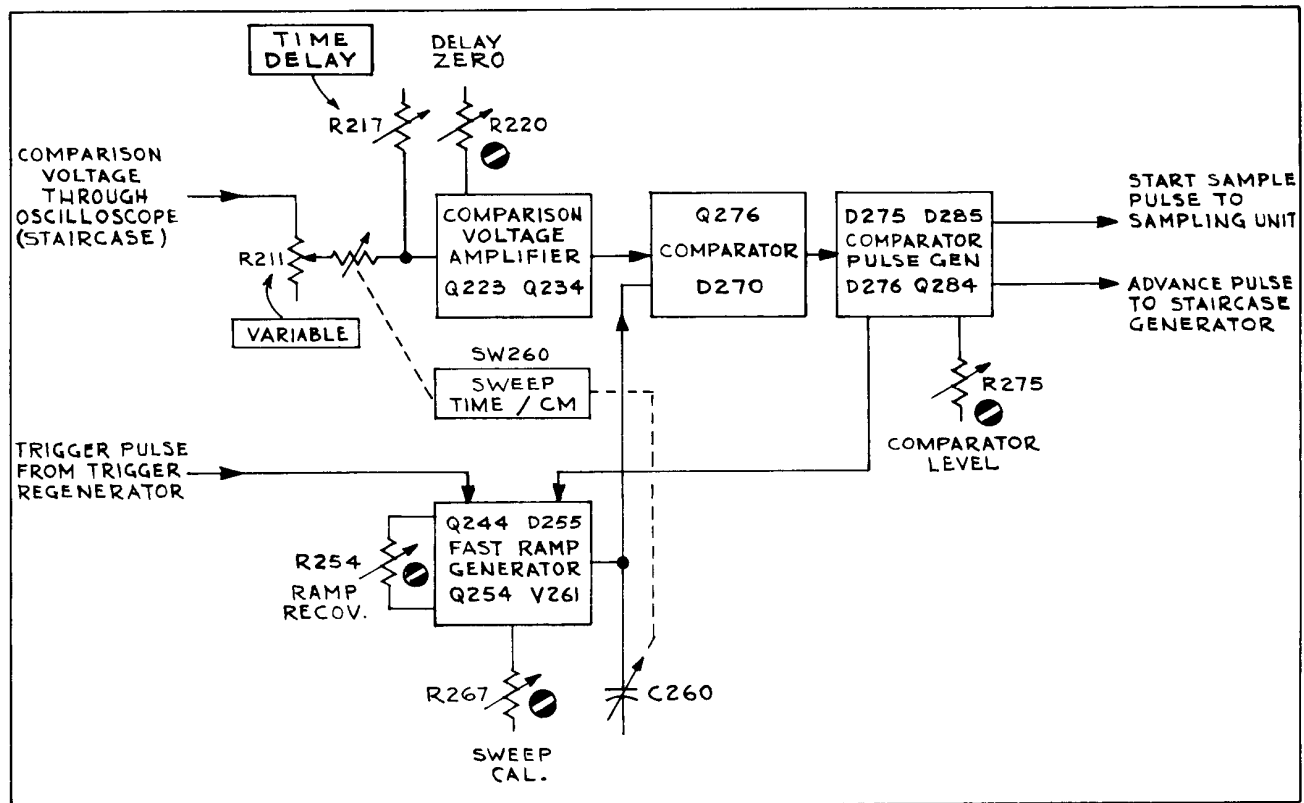 TIME
DELAY
DELAY
ZERO
R217
R220
COMPARISON
VOLTAGE
THROUGH
OSCILLOSCOPE
(STAIRCASE)
R211
VARIABLE
COMPARISON
VOLTAGE
AMPLIFIER
Q223 Q234
Q276
COMPARATOR
D270
D275 D285
COMPARATOR
PULSE GEN
D276 Q284
START SAMPLE
PULSE TO
SAMPLING UNIT
ADVANCE PULSE
TO STAIRCASE
GENERATOR
SW260
SWEEP
TIME / CM
R275
COMPARATOR
LEVEL
TRIGGER PULSE
FROM TRIGGER
REGENERATOR
Q244 D255
FAST RAMP
GENERATOR
Q254 V261
R254
RAMP
RECOV.
R267
SWEEP
CAL.
C260